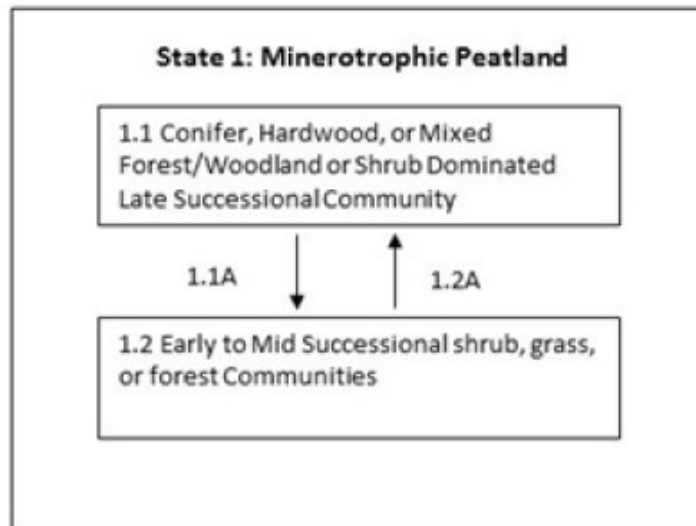 State 1: Minerotrophic Peatland
1.1 Conifer, Hardwood, or Mixed
Forest/Woodland or Shrub Dominated
Late Successional Community
1.1A
1.2A
1.2 Early to Mid Successional shrub, grass,
or forest Communities